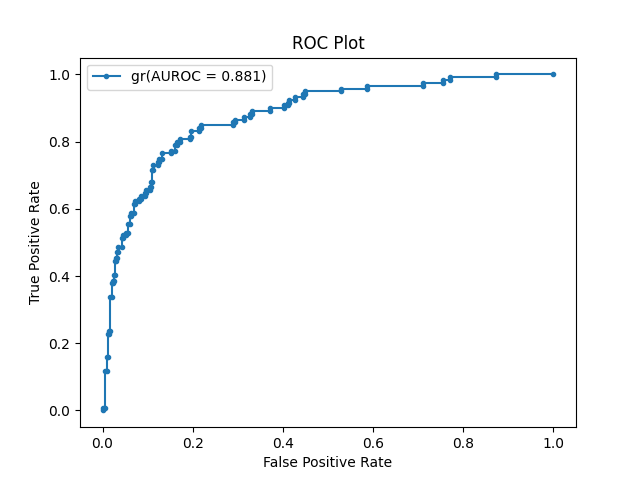 ROC Plot
gr(AUROC = 0.881)
1.0
0.8
0.6
0.4
0.2
0.0
True Positive Rate
0.0 0.2 0.4 0.6 0.8 1.0
False Positive Rate